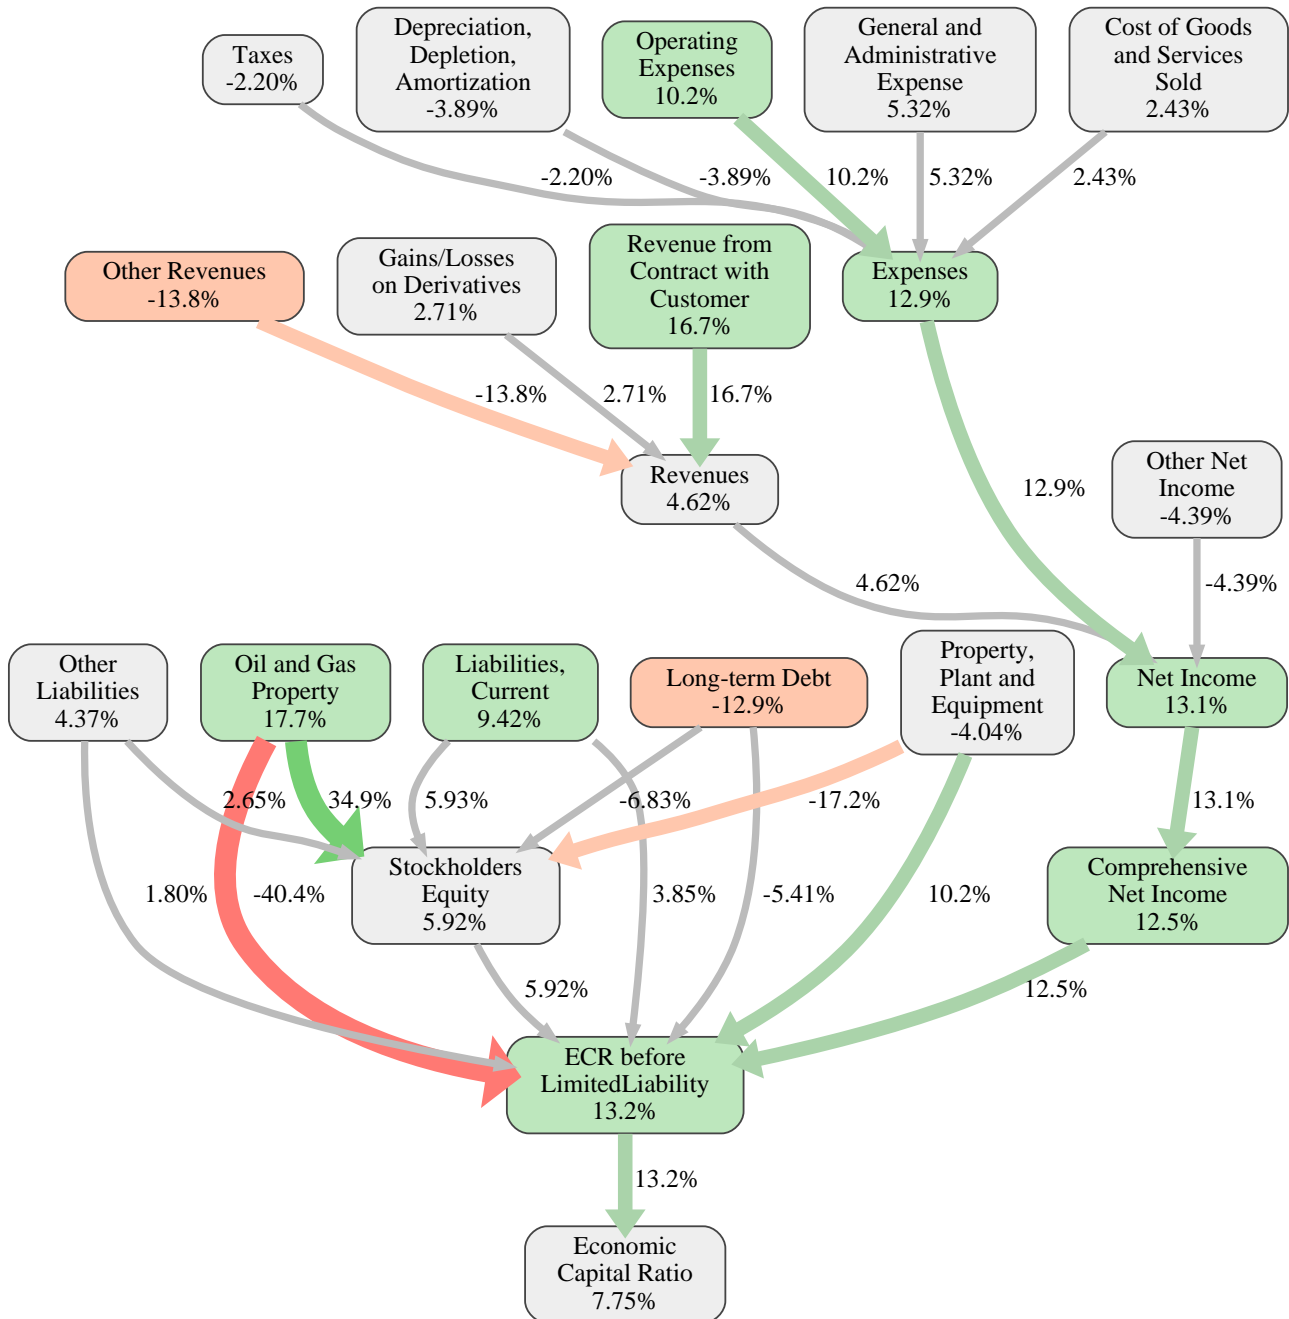 Taxes
-2.20%
Depreciation,
Depletion,
Amortization
-3.89%
Operating
Expenses
10.2%
General and
Administrative
Expense
5.32%
Cost of Goods
and Services
Sold
2.43%
-2.20%
-3.89%
10.2%
5.32%
2.43%
Other Revenues
-13.8%
Gains/Losses
on Derivatives
2.71%
Revenue from
Contract with
Customer
16.7%
Expenses
12.9%
-13.8%
2.71%
16.7%
Revenues
4.62%
12.9%
Other Net
Income
-4.39%
4.62%
-4.39%
Other
Liabilities
4.37%
Oil and Gas
Property
17.7%
Liabilities,
Current
9.42%
Long-term Debt
-12.9%
Property,
Plant and
Equipment
-4.04%
Net Income
13.1%
2.65%
34.9%
5.93%
-6.83%
-17.2%
13.1%
Stockholders
Equity
5.92%
Comprehensive
Net Income
12.5%
1.80%
-40.4%
3.85%
-5.41%
10.2%
5.92%
12.5%
ECR before
LimitedLiability
13.2%
13.2%
Economic
Capital Ratio
7.75%